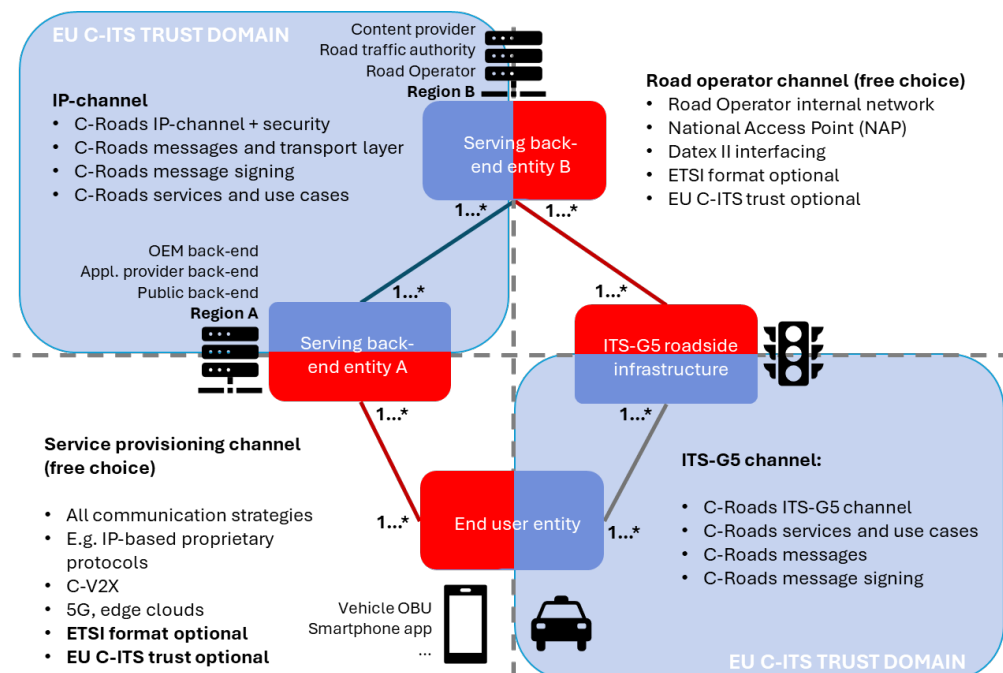 EU C-ITS TRUST DOMAIN
Content provider
Road traffic authority
Road Operator
Region B
IP-channel
• C-Roads IP-channel + security
• C-Roads messages and transport layer
• C-Roads message signing
• C-Roads services and use cases
Road operator channel (free choice)
• Road Operator internal network
• National Access Point (NAP)
• Datex II interfacing
• ETSI format optional
• EU C-ITS trust optional
Serving back-
end entity B
1...*
1...*
OEM back-end
Appl. provider back-end
Public back-end
Region A
1...*
1...*
Serving back-
end entity A
ITS-G5 roadside
infrastructure
1...*
1...*
Service provisioning channel
(free choice)
• All communication strategies
• E.g. IP-based proprietary
protocols
• C-V2X
• 5G, edge clouds
• ETSI format optional
• EU C-ITS trust optional
1...*
End user entity
1...*
ITS-G5 channel:
• C-Roads ITS-G5 channel
• C-Roads services and use cases
• C-Roads messages
• C-Roads message signing
Vehicle OBU
Smartphone app
...
EU C-ITS TRUST DOMAIN